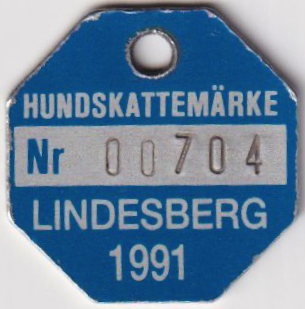 HUNDSKATTEMÄRKE
Nr 00704
LINDESBERG
1991